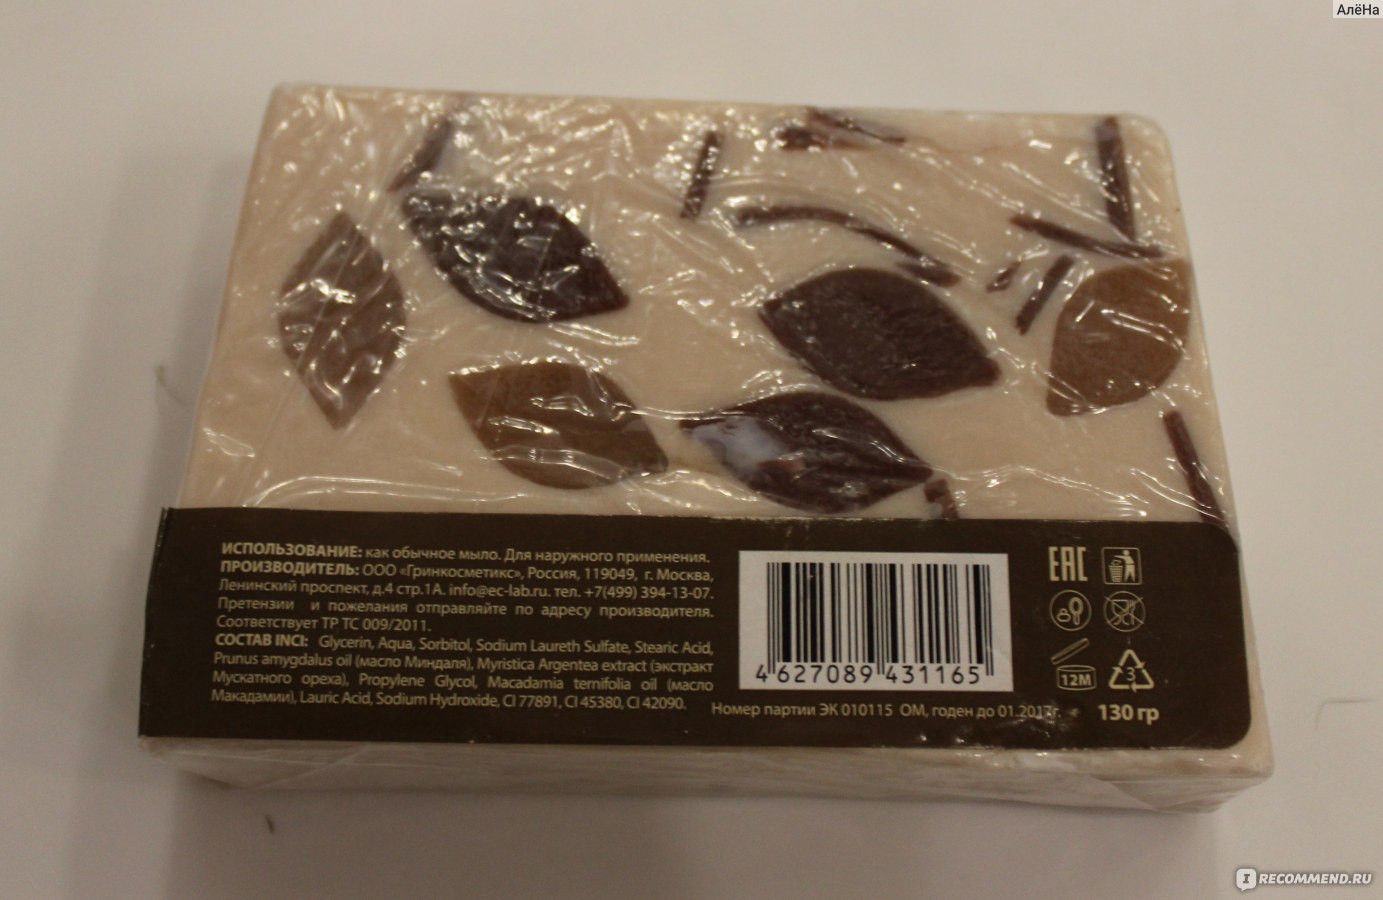 АлёНа
ИСПОЛЬЗОВАНИЕ: как обычное мыло. Для наружного применения.
ПРОИЗВОДИТЕЛЬ: ООО «Гринкосметикс», Россия, 119049, г. Москва,
Ленинский проспект, д.4 стр.1А. info@ec-lab.ru. тел. +7(499) 394-13-07.
Претензии и пожелания отправляйте по адресу производителя.
Соответствует ТР ТС 009/2011.
СОСТАВ INCI: Glycerin, Aqua, Sorbitol, Sodium Laureth Sulfate, Stearic Acid,
Prunus amygdalus oil (масло Миндаля), Myristica Argentea extract (экстракт
Мускатного ореха), Propylene Glycol, Macadamia ternifolia oil (масло
Макадамии), Lauric Acid, Sodium Hydroxide, CI 77891, CI 45380, CI 42090.
4 627089 431165
EAC
12М
3
Номер партии ЭК 010115 ОМ, годен до 01.2017г.
130 гр
IRECOMMEND.RU